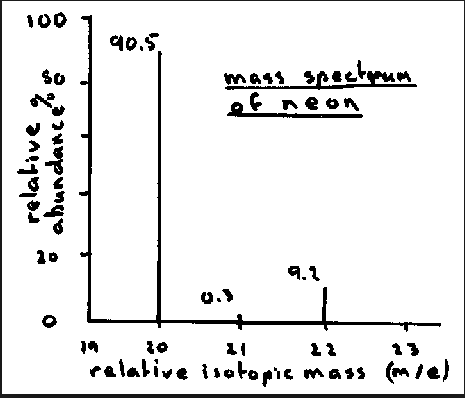 100
90.5
80
mass spectrum
of neon
relative %
abundance
20
9.2
0.3
0
19 20 21 22 23
relative isotopic mass (m/e)